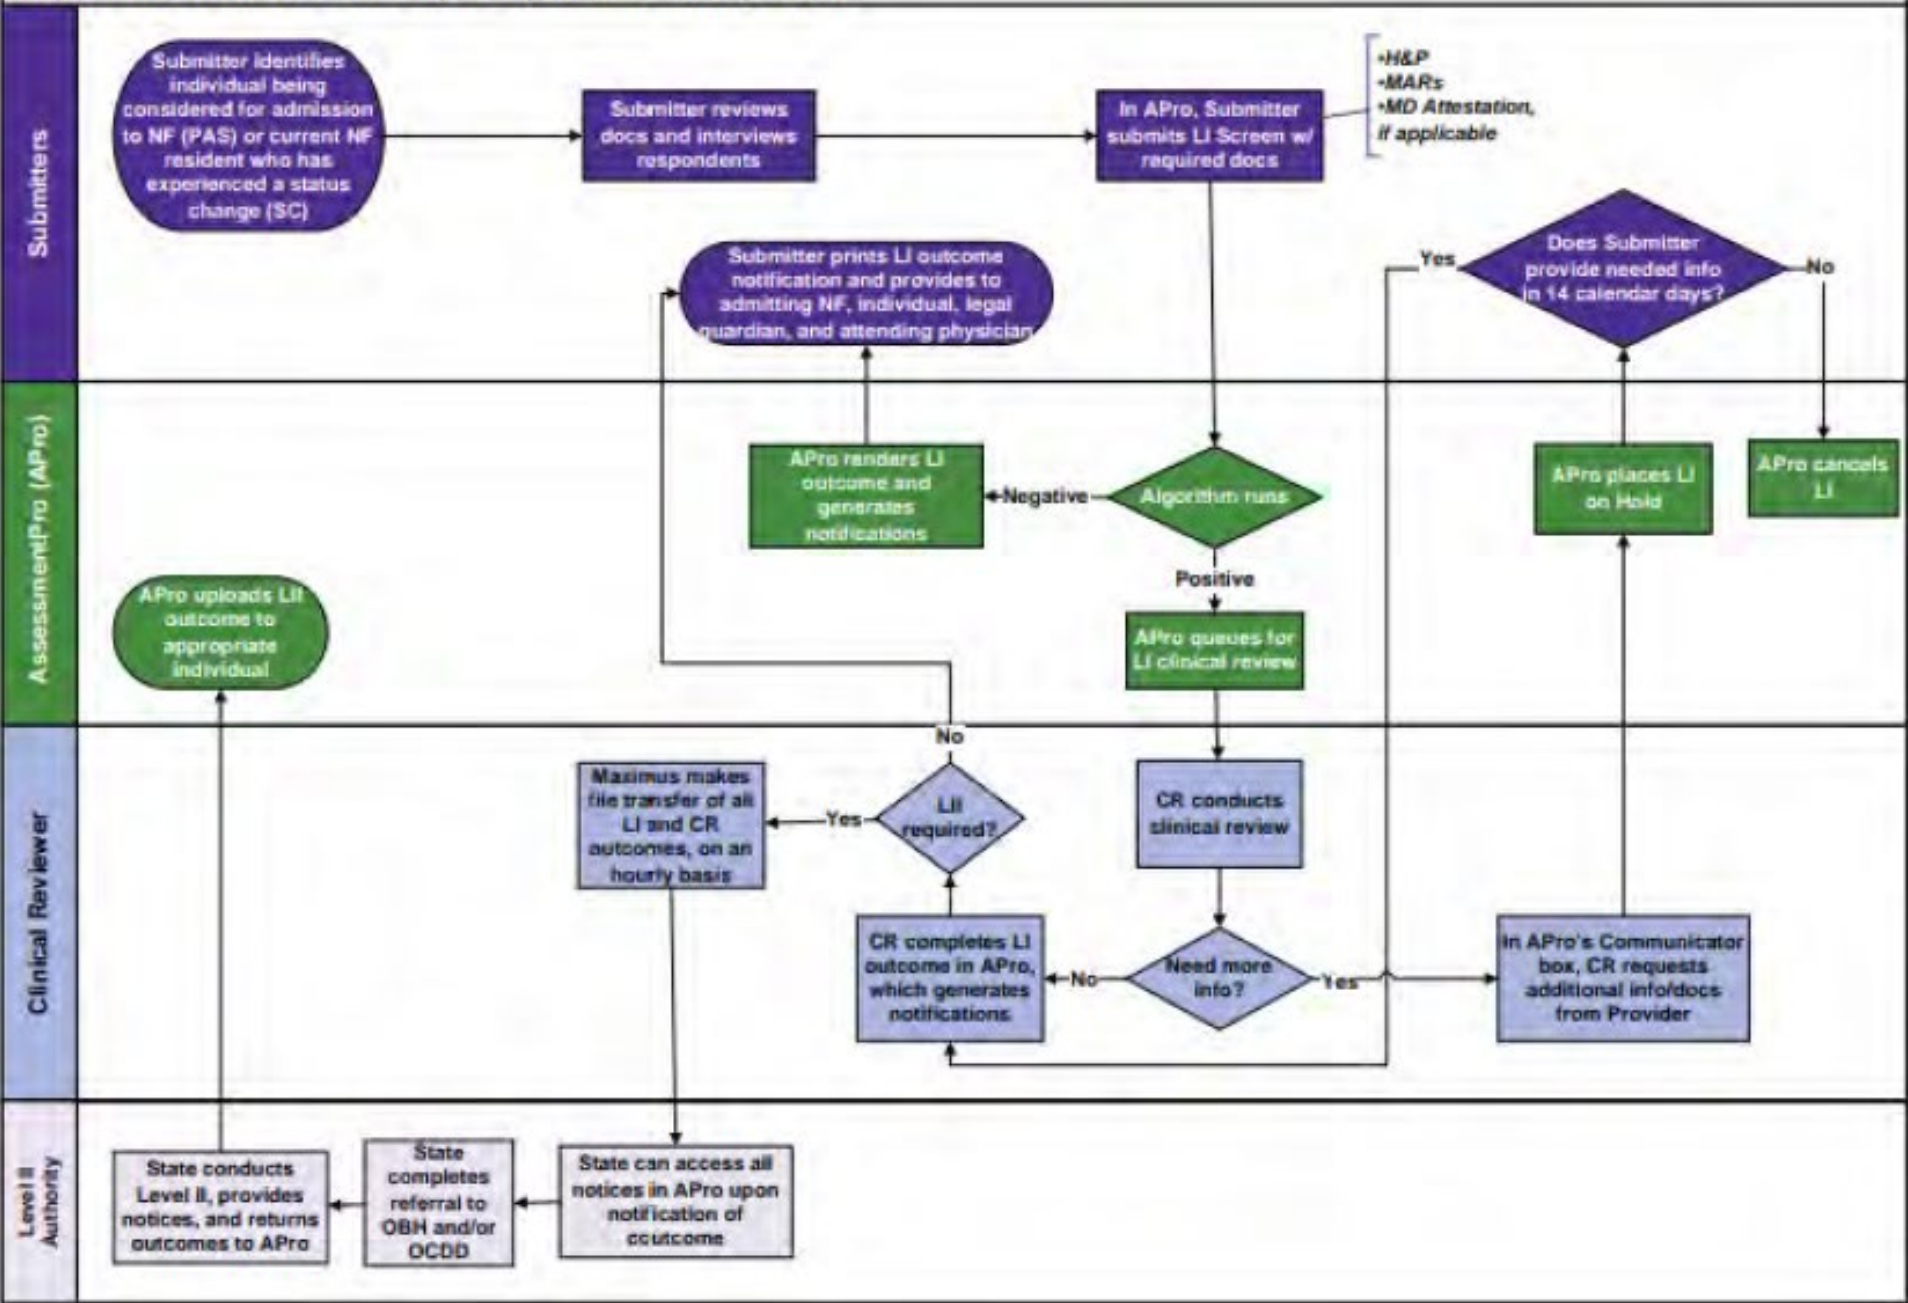 Submitters
Submitter identifies
individual being
considered for admission
to NF (PAS) or current NF
resident who has
experienced a status
change (SC)
Submitter reviews
docs and interviews
respondents
In APro, Submitter
submits LI Screen w/
required docs
•H&P
•MARs
•MD Attestation,
if applicable
Submitter prints LI outcome
notification and provides to
admitting NF, individual, legal
guardian, and attending physician
Does Submitter
provide needed info
in 14 calendar days?
Yes
No
AssessmentPro (APro)
APro renders LI
outcome and
generates
notifications
Negative
Algorithm runs
Positive
APro queues for
LI clinical review
APro places LI
on Hold
APro cancels
LI
APro uploads LII
outcome to
appropriate
individual
Clinical Reviewer
No
Maximus makes
file transfer of all
LI and CR
outcomes, on an
hourly basis
Yes
LII
required?
CR conducts
clinical review
CR completes LI
outcome in APro,
which generates
notifications
No
Need more
info?
Yes
In APro's Communicator
box, CR requests
additional info/docs
from Provider
Level II
Authority
State conducts
Level II, provides
notices, and returns
outcomes to APro
State
completes
referral to
OBH and/or
OCDD
State can access all
notices in APro upon
notification of
ccutcome